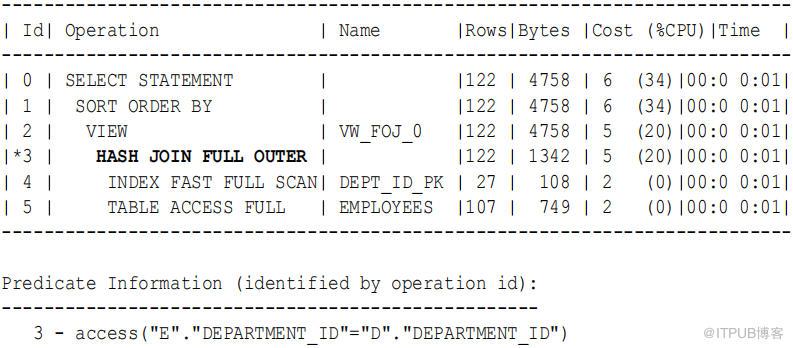 --------------------------------------------------------------------------
| Id| Operation               | Name       |Rows|Bytes |Cost (%CPU)|Time  |
--------------------------------------------------------------------------
| 0 | SELECT STATEMENT        |            |122 | 4758 | 6  (34)|00:0 0:01|
| 1 |  SORT ORDER BY          |            |122 | 4758 | 6  (34)|00:0 0:01|
| 2 |   VIEW                  | VW_FOJ_0   |122 | 4758 | 5  (20)|00:0 0:01|
|*3 |    HASH JOIN FULL OUTER |            |122 | 1342 | 5  (20)|00:0 0:01|
| 4 |     INDEX FAST FULL SCAN| DEPT_ID_PK | 27 |  108 | 2   (0)|00:0 0:01|
| 5 |     TABLE ACCESS FULL   | EMPLOYEES  |107 |  749 | 2   (0)|00:0 0:01|
--------------------------------------------------------------------------
Predicate Information (identified by operation id):
---------------------------------------------------
3 - access("E"."DEPARTMENT_ID"="D"."DEPARTMENT_ID")
@ITPUB博客